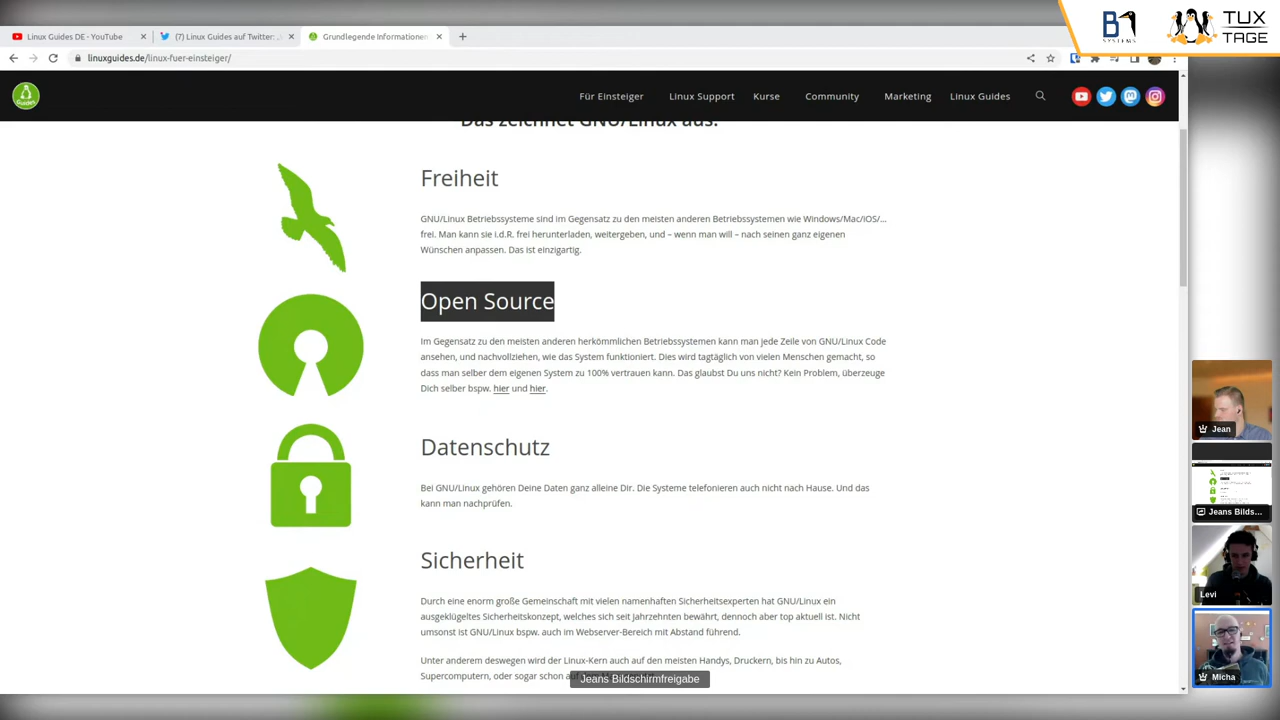 B1
SYSTEMS
TUX
TAGE
Linux Guides DE - YouTube
(7) Linux Guides auf Twitter: „
Grundlegende Informationen
linuxguides.de/linux-fuer-einsteiger/
Guides
Für Einsteiger
Linux Support
Kurse
Community
Marketing
Linux Guides
Das zeichnet GNU/Linux aus:
Freiheit
GNU/Linux Betriebssysteme sind im Gegensatz zu den meisten anderen Betriebssystemen wie Windows/Mac/iOS/...
frei. Man kann sie i.d.R. frei herunterladen, weitergeben, und – wenn man will – nach seinen ganz eigenen
Wünschen anpassen. Das ist einzigartig.
Open Source
Im Gegensatz zu den meisten anderen herkömmlichen Betriebssystemen kann man jede Zeile von GNU/Linux Code
ansehen, und nachvollziehen, wie das System funktioniert. Dies wird tagtäglich von vielen Menschen gemacht, so
dass man selber dem eigenen System zu 100% vertrauen kann. Das glaubst Du uns nicht? Kein Problem, überzeuge
Dich selber bspw. hier und hier.
Datenschutz
Bei GNU/Linux gehören Deine Daten ganz alleine Dir. Die Systeme telefonieren auch nicht nach Hause. Und das
kann man nachprüfen.
Sicherheit
Durch eine enorm große Gemeinschaft mit vielen namenhaften Sicherheitsexperten hat GNU/Linux ein
ausgeklügeltes Sicherheitskonzept, welches sich seit Jahrzehnten bewährt, dennoch aber top aktuell ist. Nicht
umsonst ist GNU/Linux bspw. auch im Webserver-Bereich mit Abstand führend.
Unter anderem deswegen wird der Linux-Kern auch auf den meisten Handys, Druckern, bis hin zu Autos,
Supercomputern, oder sogar schon
Jeans Bildschirmfreigabe
Jean
Jeans Bilds...
Levi
Micha